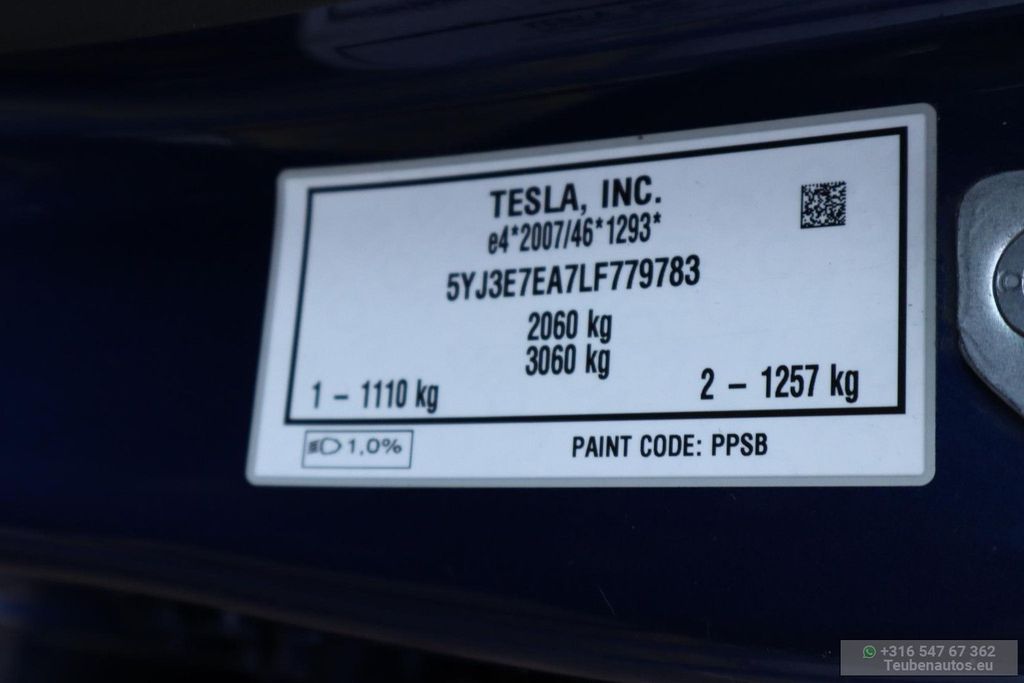 TESLA, INC.
e4*2007/46*1293*
5YJ3E7EA7LF779783
2060 kg
3060 kg
1 – 1110 kg
2 – 1257 kg
1,0%
PAINT CODE: PPSB
+316 547 67 362
Teubenautos.eu